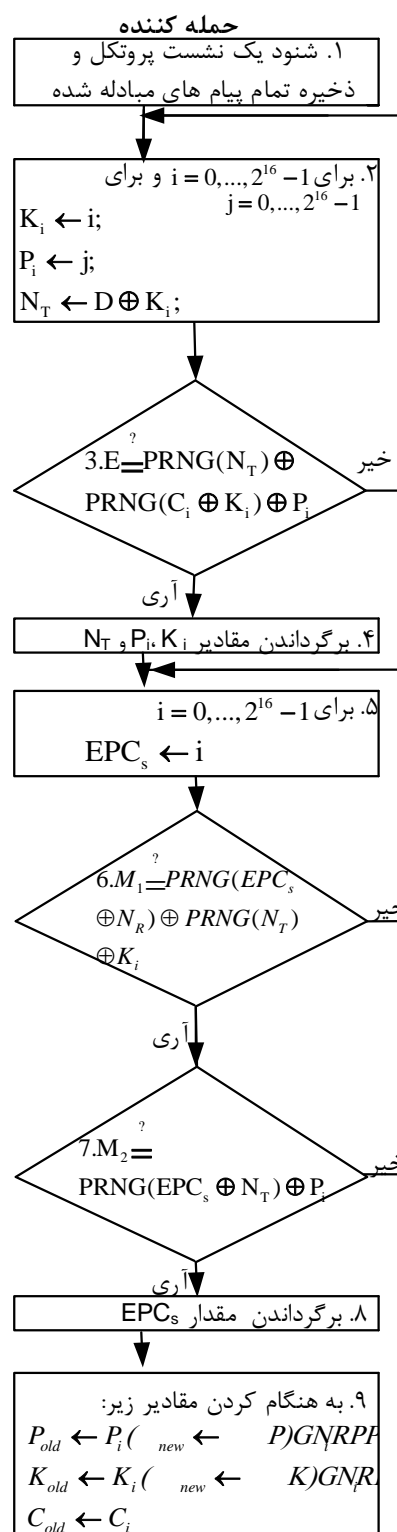 حمله کننده
۱. شنود یک نشست پروتکل و
ذخیره تمام پیام های مبادله شده
۲. برای i = 0,...,2^16 −1 و برای
j = 0,...,2^16 −1
K_i ← i;
P_i ← j;
N_T ← D ⊕ K_i;
3.E ≟ PRNG(N_T) ⊕
PRNG(C_i ⊕ K_i) ⊕ P_i
خیر
آری
۴. برگرداندن مقادیر K_i ،P_i و N_T
۵. برای i = 0,...,2^16 −1
EPC_s ← i
6.M_1 ≟ PRNG(EPC_s
⊕N_R) ⊕ PRNG(N_T)
⊕K_i
خیر
آری
7.M_2 ≟
PRNG(EPC_s ⊕ N_T) ⊕ P_i
خیر
آری
۸. برگرداندن مقدار EPC_s
۹. به هنگام کردن مقادیر زیر:
P_old ← P_i ( new ←
K_old ← K_i ( new ←
C_old ← C_i